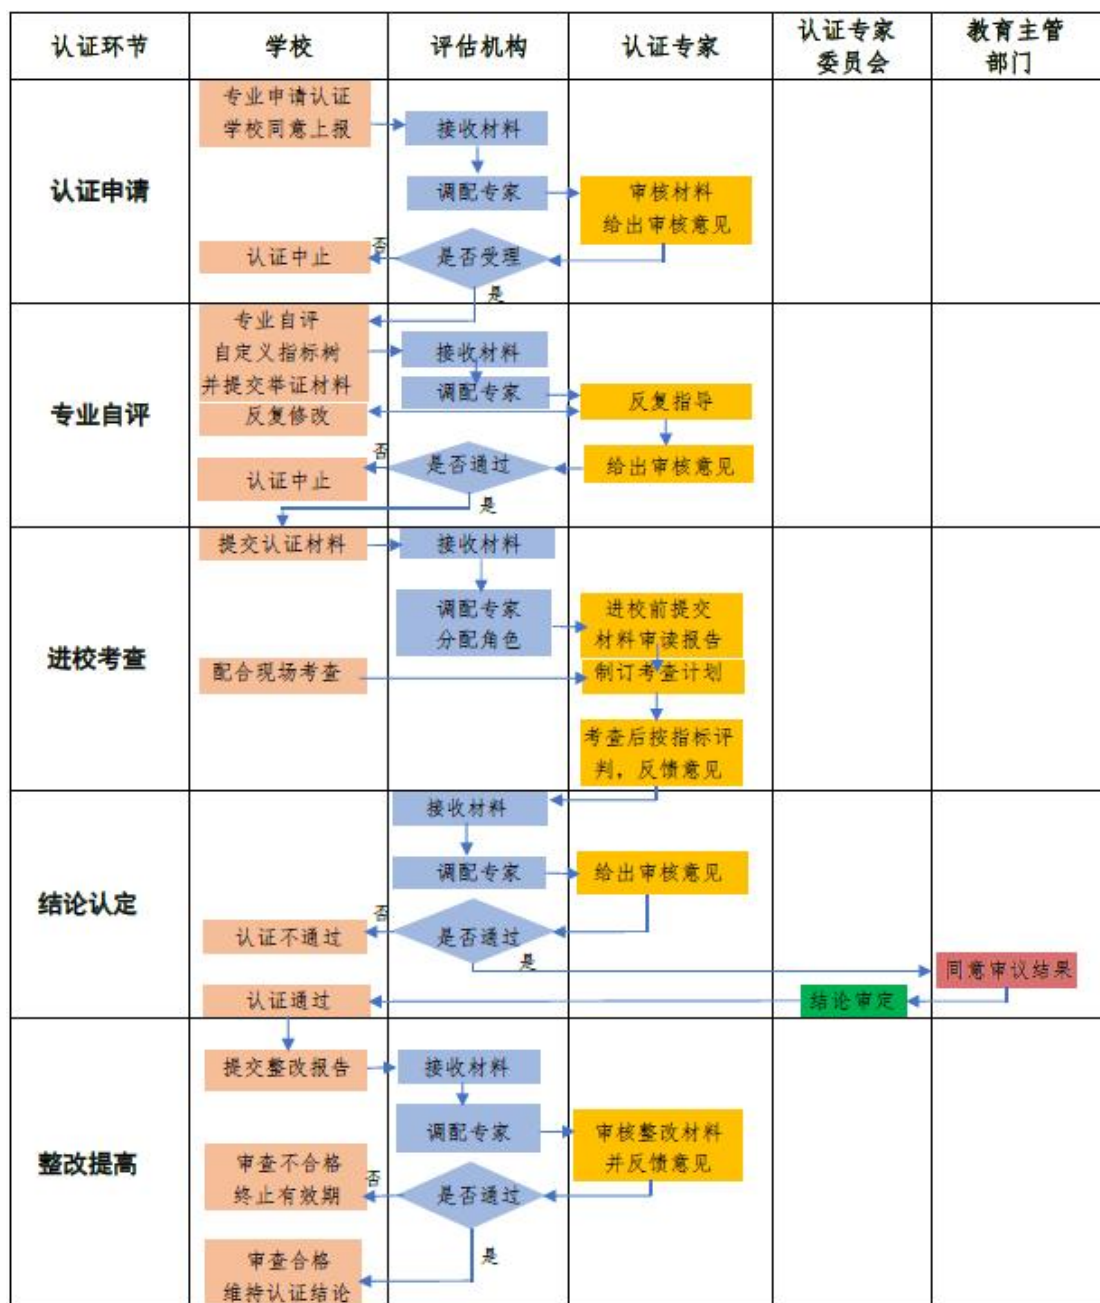 认证环节
学校
评估机构
认证专家
认证专家
委员会
教育主管
部门
认证申请
专业申请认证
学校同意上报
接收材料
调配专家
审核材料
给出审核意见
是否受理
否
认证中止
是
专业自评
专业自评
自定义指标树
并提交举证材料
接收材料
调配专家
反复指导
反复修改
给出审核意见
是否通过
否
认证中止
是
进校考查
提交认证材料
接收材料
调配专家
分配角色
进校前提交
材料审读报告
配合现场考查
制订考查计划
考查后按指标评
判，反馈意见
结论认定
接收材料
调配专家
给出审核意见
是否通过
否
认证不通过
是
同意审议结果
结论审定
认证通过
整改提高
提交整改报告
接收材料
调配专家
审核整改材料
并反馈意见
是否通过
否
审查不合格
终止有效期
是
审查合格
维持认证结论